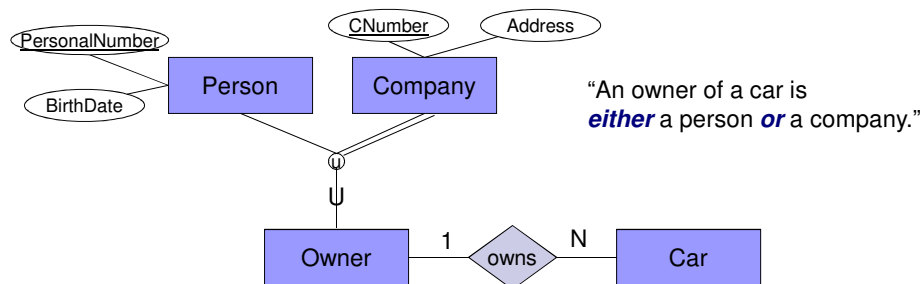 CNumber
Address
PersonalNumber
Person
Company
BirthDate
“An owner of a car is
either a person or a company.”
u
U
Owner
1
owns
N
Car